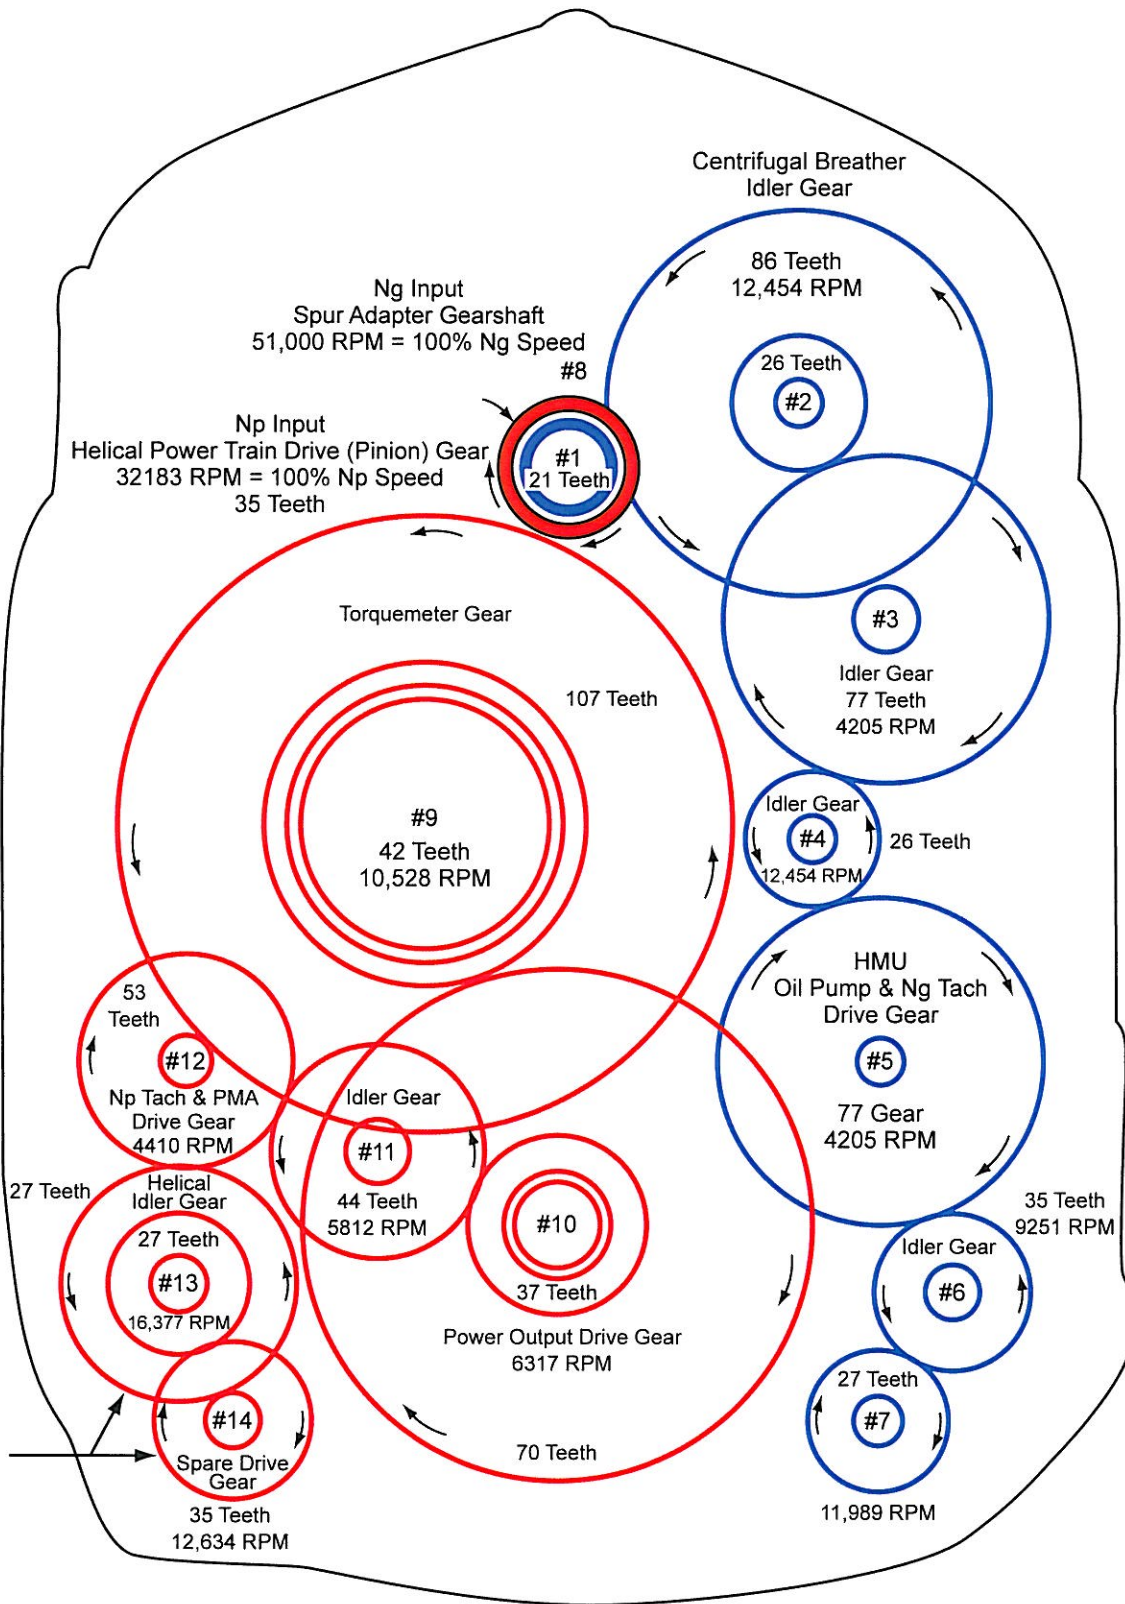 Centrifugal Breather
Idler Gear
86 Teeth
12,454 RPM
26 Teeth
#2
Ng Input
Spur Adapter Gearshaft
51,000 RPM = 100% Ng Speed
#8
Np Input
Helical Power Train Drive (Pinion) Gear
32183 RPM = 100% Np Speed
35 Teeth
#1
21 Teeth
#3
Idler Gear
77 Teeth
4205 RPM
Torquemeter Gear
107 Teeth
#9
42 Teeth
10,528 RPM
Idler Gear
#4
12,454 RPM
26 Teeth
HMU
Oil Pump & Ng Tach
Drive Gear
#5
77 Gear
4205 RPM
53
Teeth
#12
Np Tach & PMA
Drive Gear
4410 RPM
Idler Gear
#11
44 Teeth
5812 RPM
#10
37 Teeth
Power Output Drive Gear
6317 RPM
70 Teeth
27 Teeth
Helical
Idler Gear
27 Teeth
#13
16,377 RPM
35 Teeth
9251 RPM
Idler Gear
#6
27 Teeth
#7
11,989 RPM
#14
Spare Drive
Gear
35 Teeth
12,634 RPM